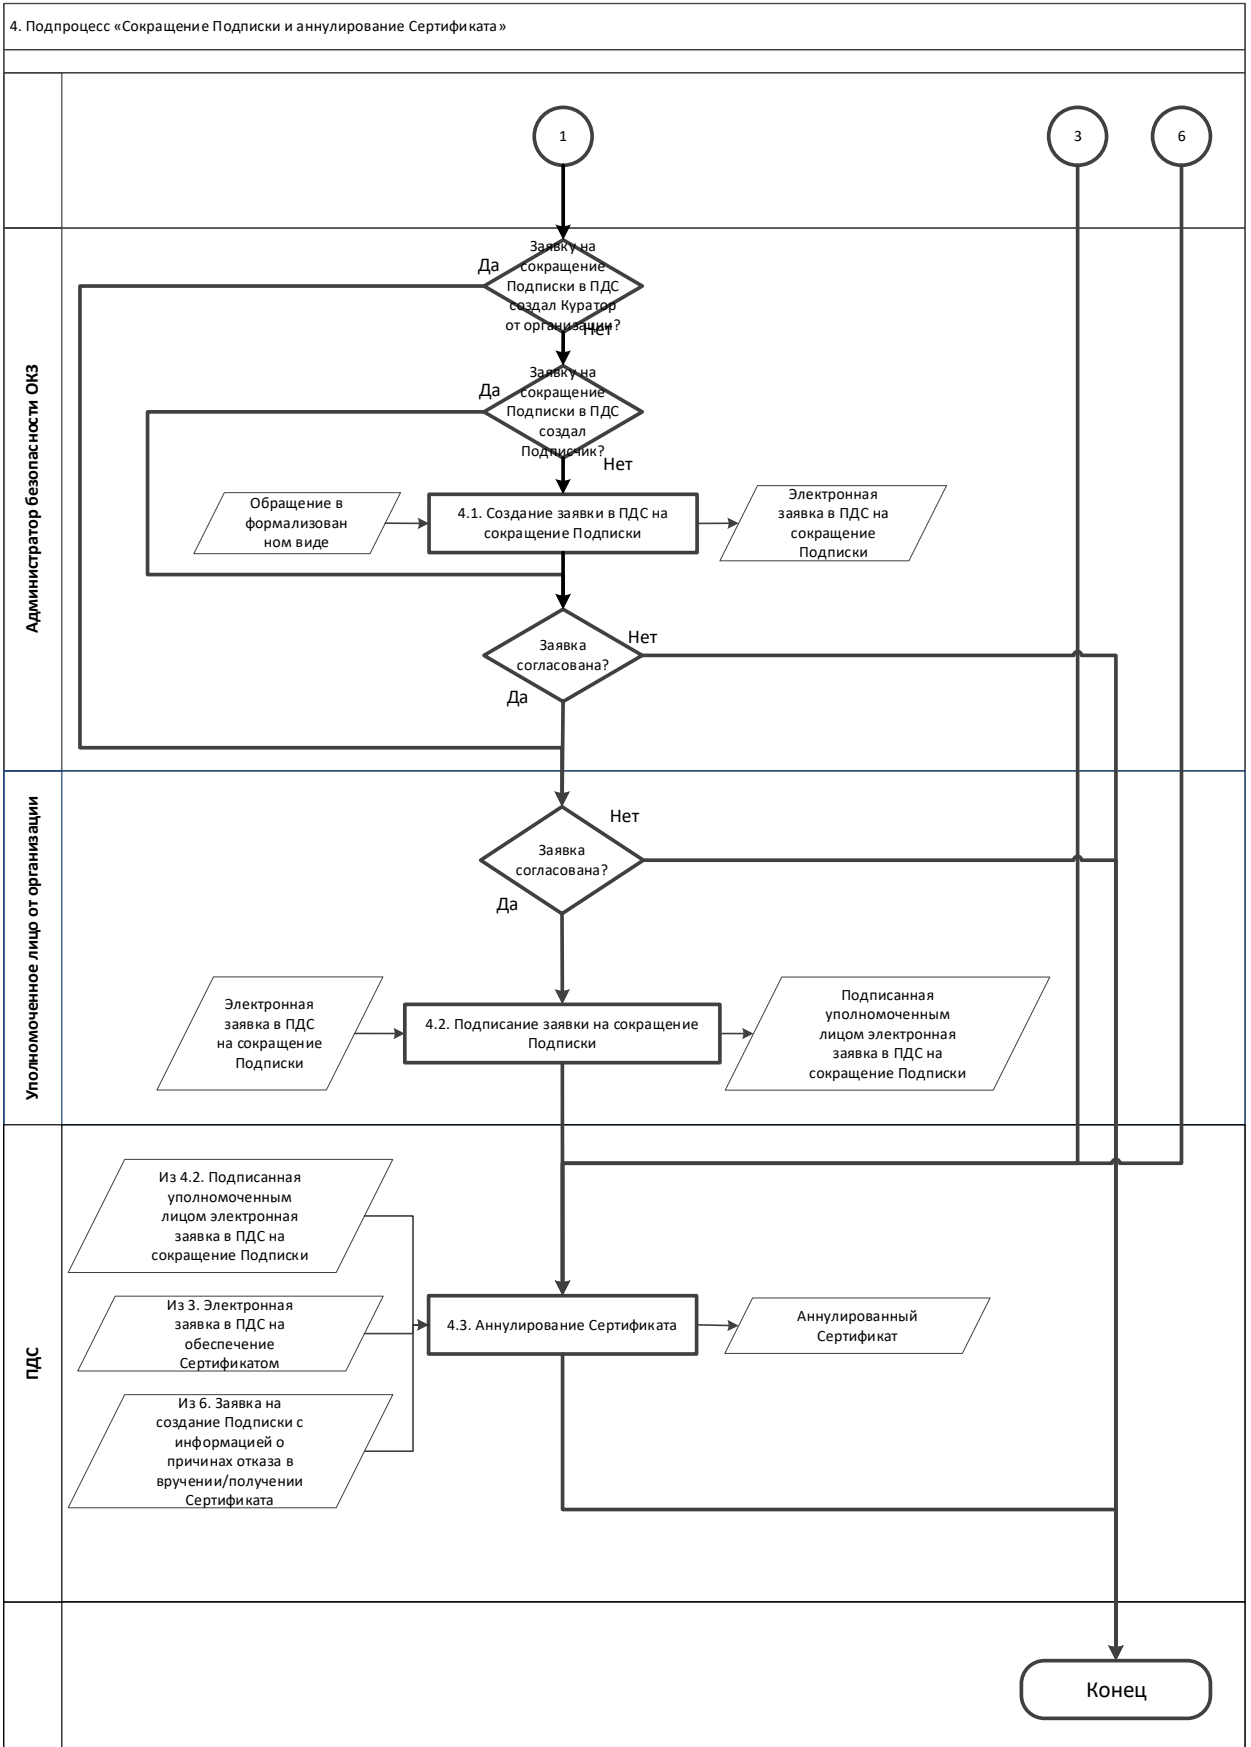 4. Подпроцесс «Сокращение Подписки и аннулирование Сертификата»
1
3
6
Администратор безопасности ОКЗ
Заявку на
сокращение
Подписки в ПДС
создал Куратор
от организации?
Да
Нет
Заявку на
сокращение
Подписки в ПДС
создал
Подписчик?
Да
Нет
Обращение в
формализован
ном виде
4.1. Создание заявки в ПДС на
сокращение Подписки
Электронная
заявка в ПДС на
сокращение
Подписки
Заявка
согласована?
Нет
Да
Уполномоченное лицо от организации
Заявка
согласована?
Нет
Да
Электронная
заявка в ПДС
на сокращение
Подписки
4.2. Подписание заявки на сокращение
Подписки
Подписанная
уполномоченным
лицом электронная
заявка в ПДС на
сокращение Подписки
ПДС
Из 4.2. Подписанная
уполномоченным
лицом электронная
заявка в ПДС на
сокращение Подписки
Из 3. Электронная
заявка в ПДС на
обеспечение
Сертификатом
Из 6. Заявка на
создание Подписки с
информацией о
причинах отказа в
вручении/получении
Сертификата
4.3. Аннулирование Сертификата
Аннулированный
Сертификат
Конец